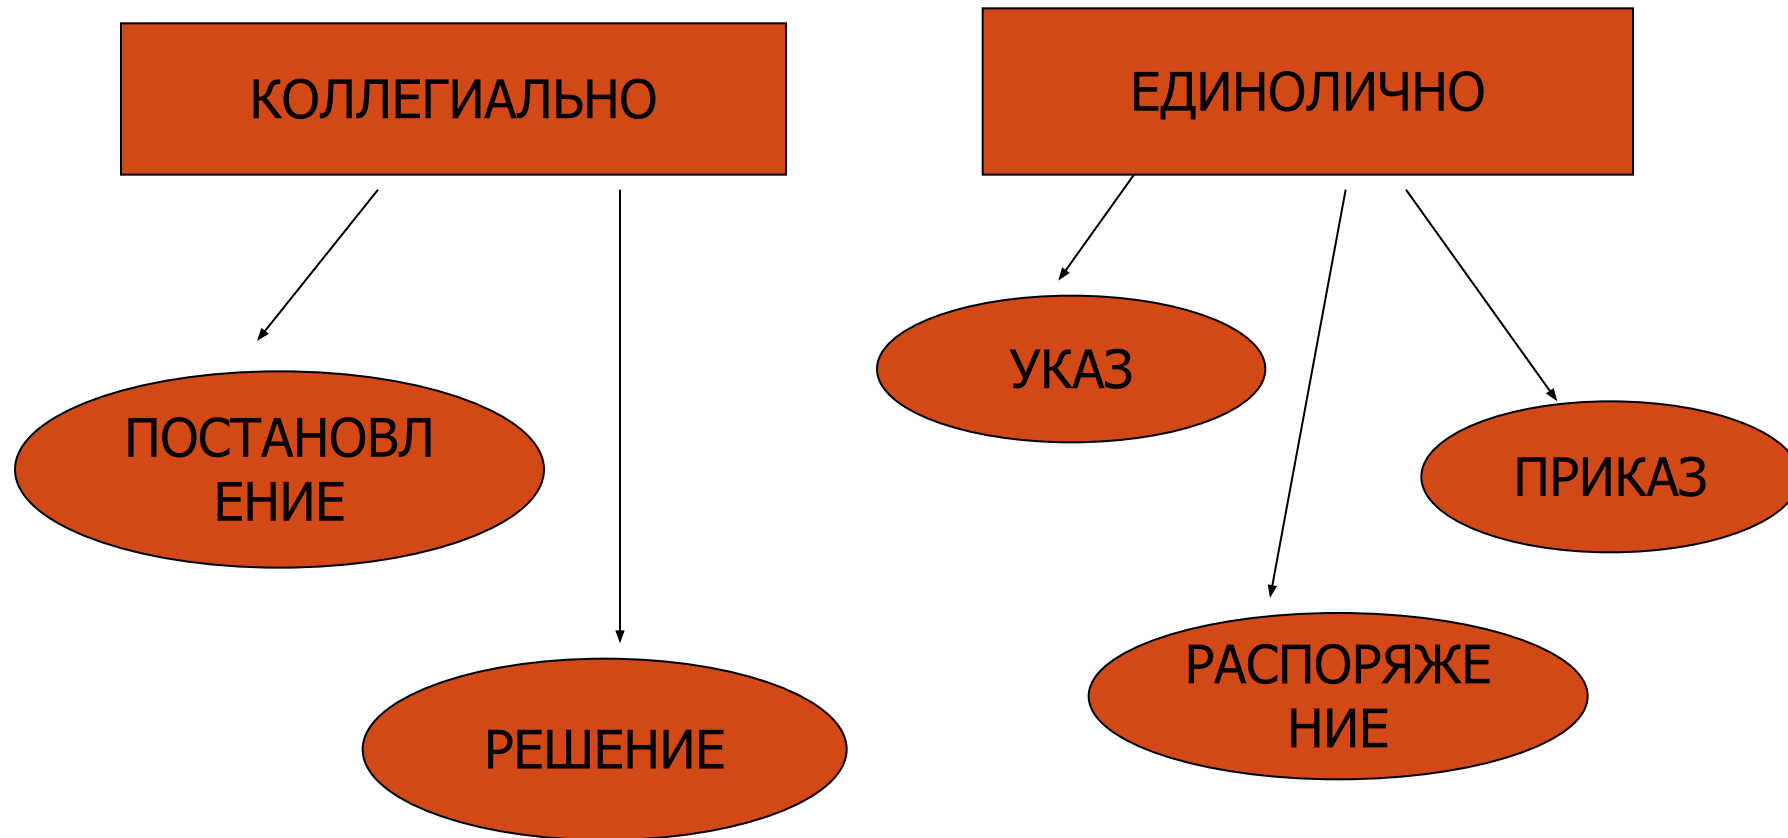 КОЛЛЕГИАЛЬНО
ЕДИНОЛИЧНО
ПОСТАНОВЛ
ЕНИЕ
РЕШЕНИЕ
УКАЗ
РАСПОРЯЖЕ
НИЕ
ПРИКАЗ